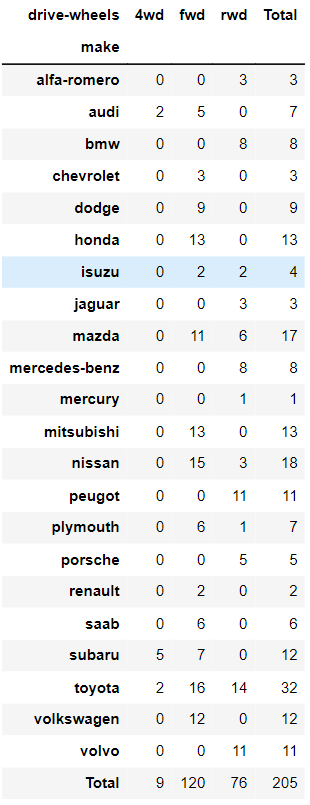 drive-wheels 4wd fwd rwd Total
make
alfa-romero 0 0 3 3
audi 2 5 0 7
bmw 0 0 8 8
chevrolet 0 3 0 3
dodge 0 9 0 9
honda 0 13 0 13
isuzu 0 2 2 4
jaguar 0 0 3 3
mazda 0 11 6 17
mercedes-benz 0 0 8 8
mercury 0 0 1 1
mitsubishi 0 13 0 13
nissan 0 15 3 18
peugot 0 0 11 11
plymouth 0 6 1 7
porsche 0 0 5 5
renault 0 2 0 2
saab 0 6 0 6
subaru 5 7 0 12
toyota 2 16 14 32
volkswagen 0 12 0 12
volvo 0 0 11 11
Total 9 120 76 205